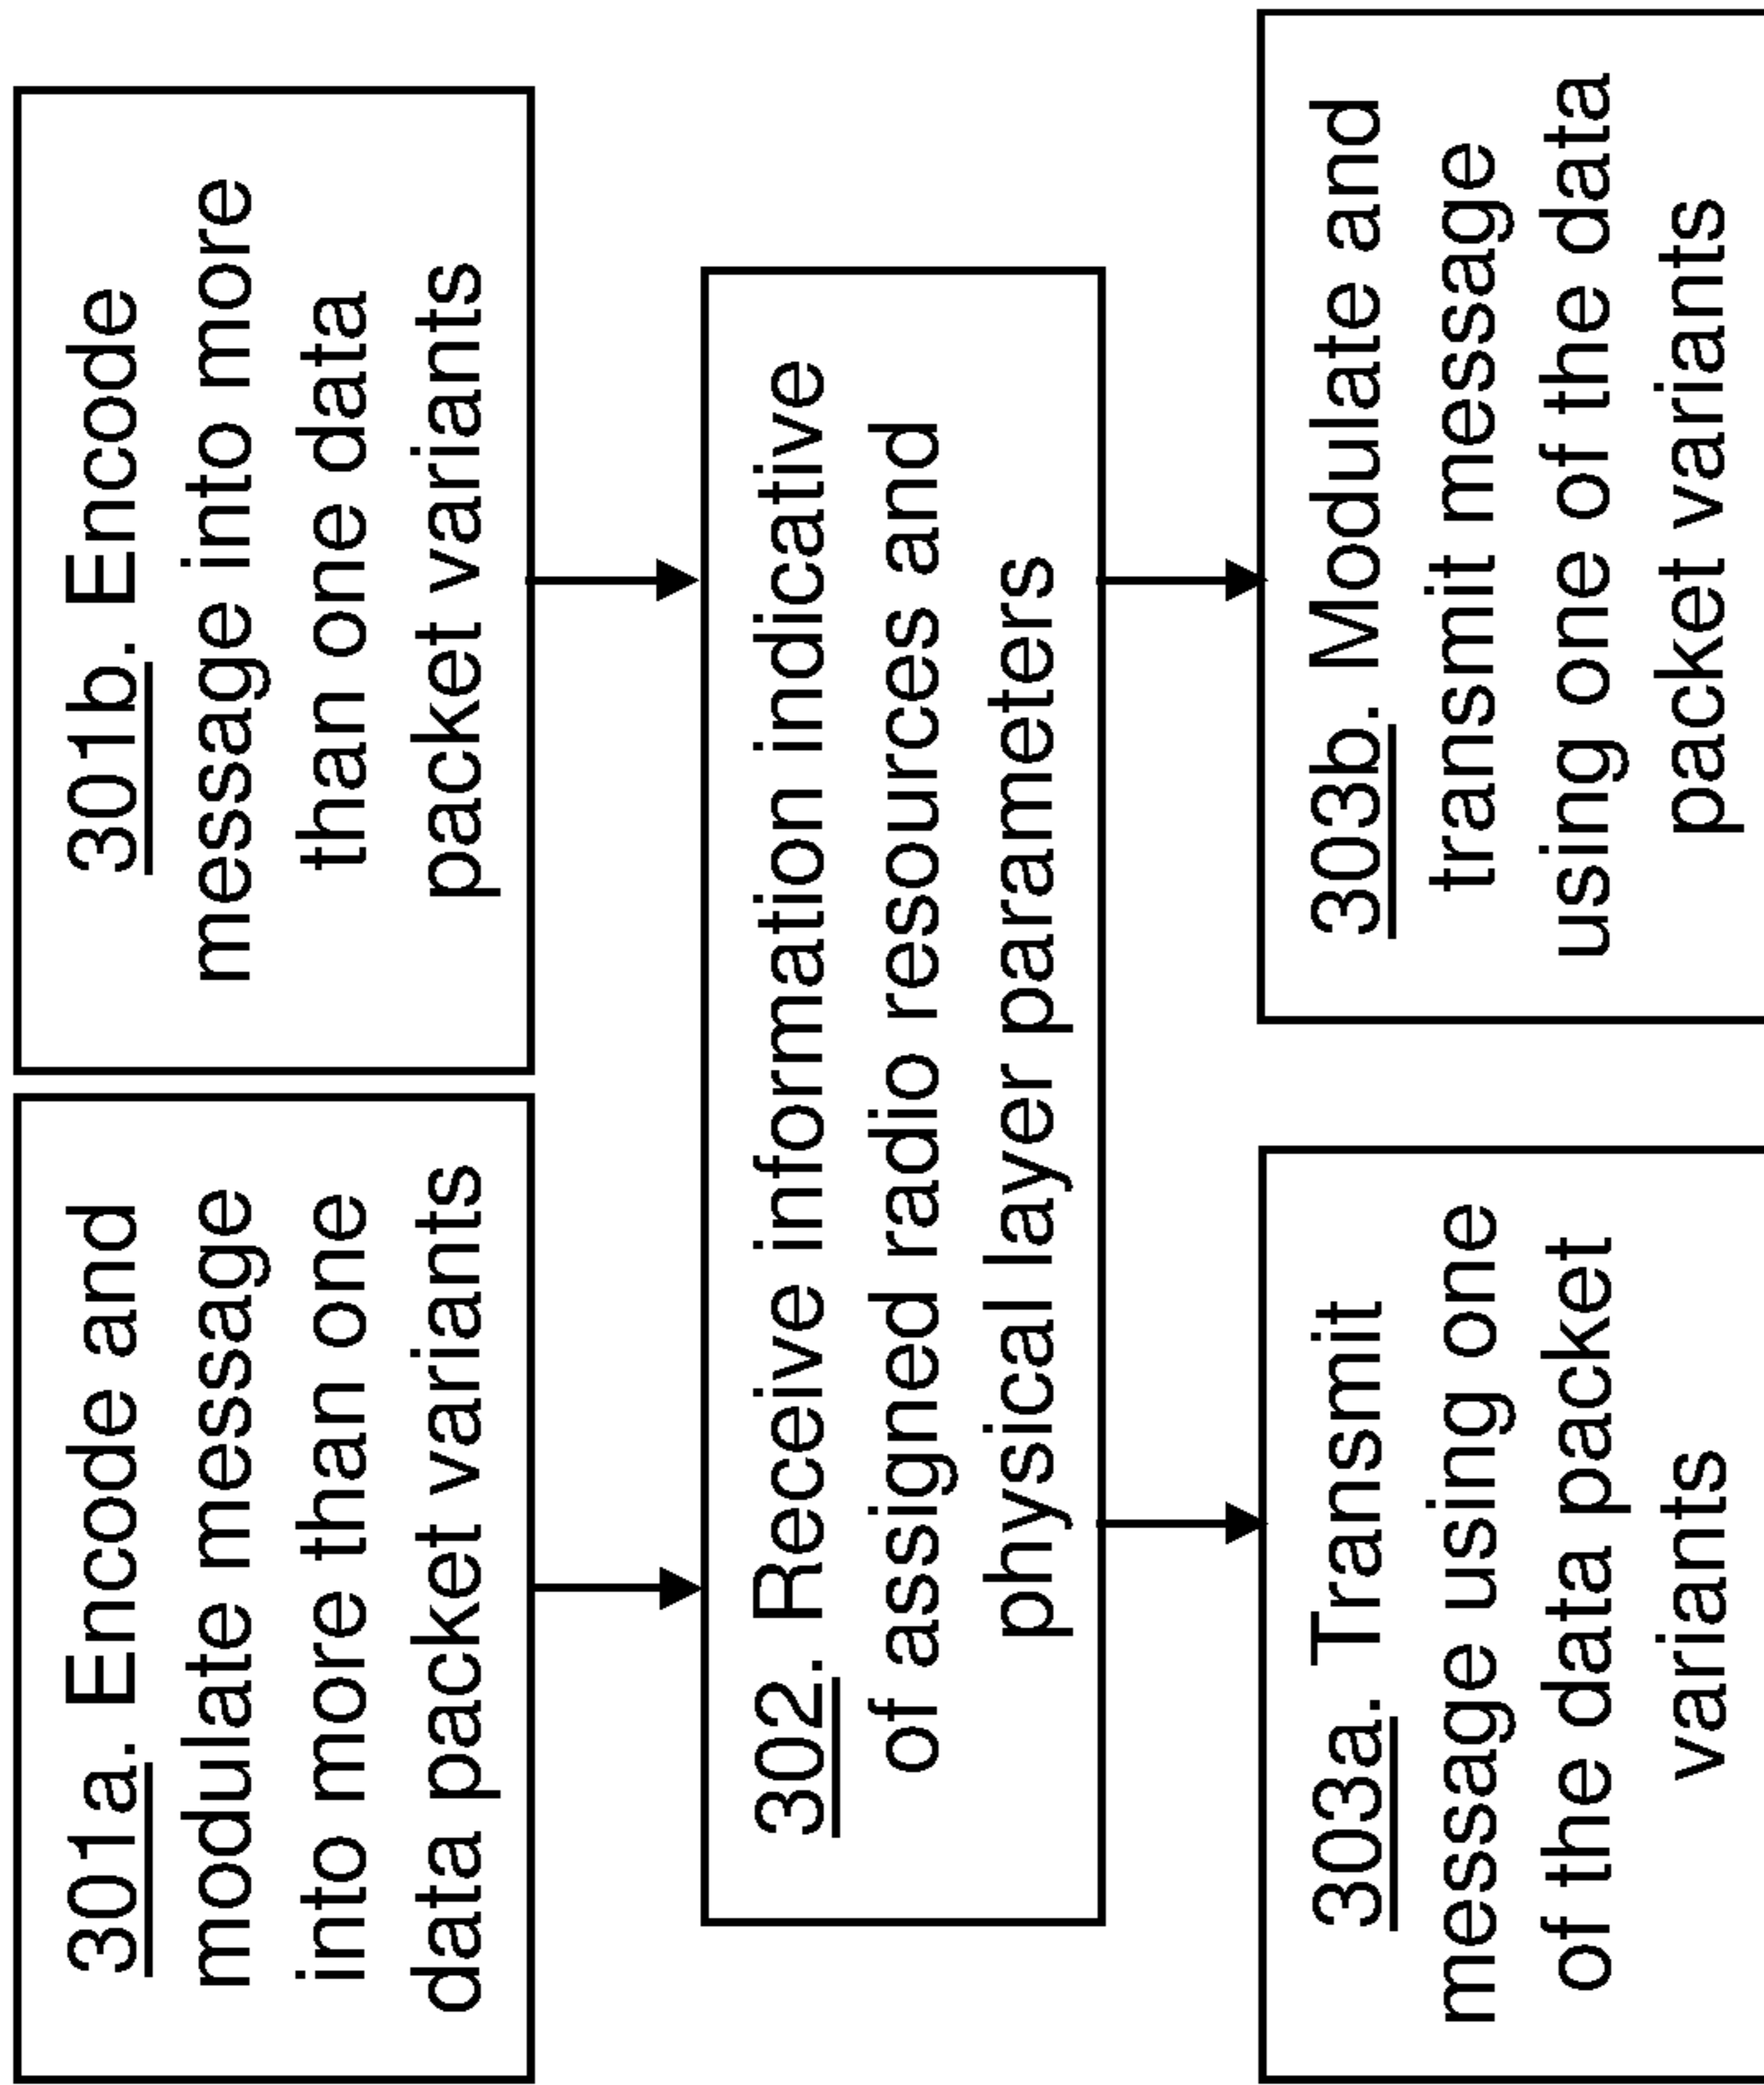 301a. Encode and
modulate message
into more than one
data packet variants
301b. Encode
message into more
than one data
packet variants
302. Receive information indicative
of assigned radio resources and
physical layer parameters
303a. Transmit
message using one
of the data packet
variants
303b. Modulate and
transmit message
using one of the data
packet variants